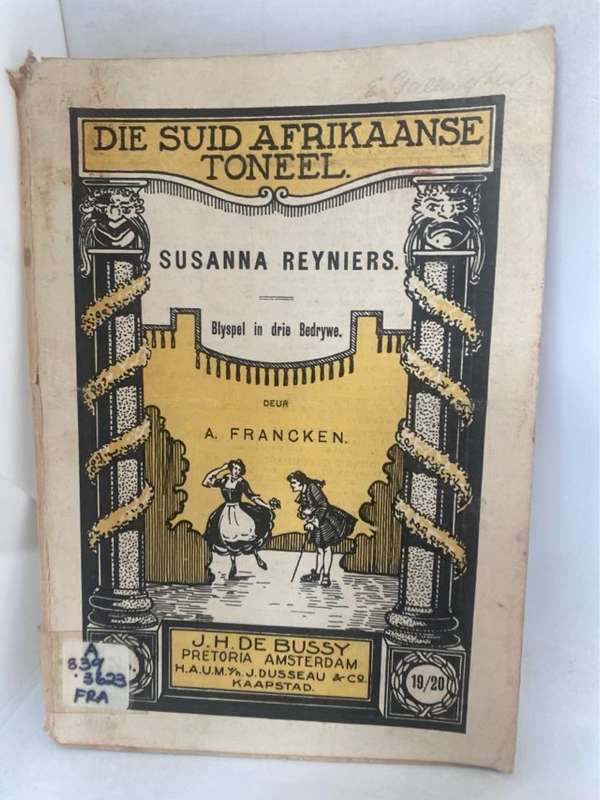 DIE SUID AFRIKAANSE
TONEEL.
SUSANNA REYNIERS.
Blyspel in drie Bedrywe.
DEUR
A. FRANCKEN.
J.H. DE BUSSY
PRETORIA AMSTERDAM
H.A.U.M. V/h. J. DUSSEAU & Co.
KAAPSTAD.
19/20
A
839
.3623
FRA